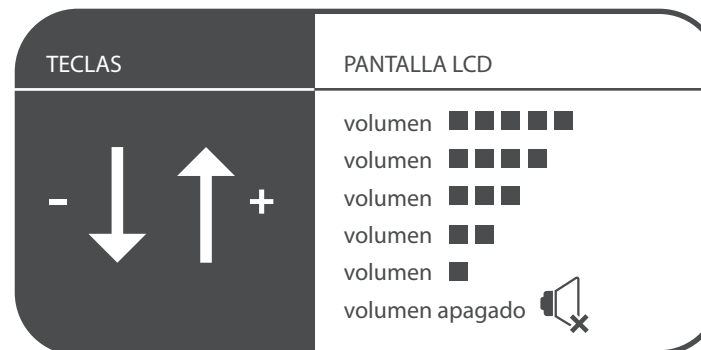 TECLAS
PANTALLA LCD
- +
volumen
volumen
volumen
volumen
volumen
volumen apagado